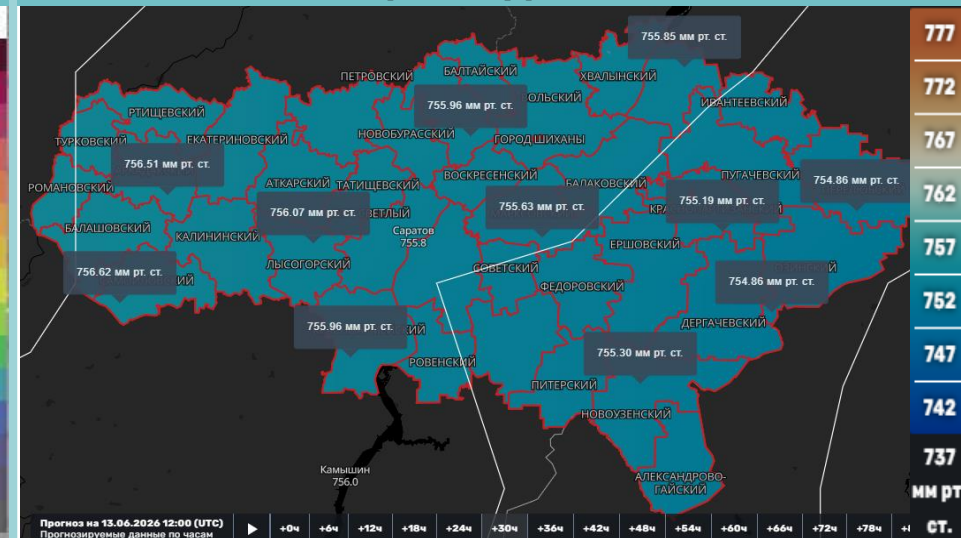 755.85 мм рт. ст.
777
БАЛТАЙСКИЙ
ПЕТРОВСКИЙ
ХВАЛЫНСКИЙ
772
755.96 мм рт. ст.
ОЛЬСКИЙ
ИВАНТЕЕВСКИЙ
РТИЩЕВСКИЙ
767
ТУРКОВСКИЙ
ЕКАТЕРИНОВСКИЙ
НОВОБУРАССКИЙ
ГОРОД ШИХАНЫ
756.51 мм рт. ст.
ВОСКРЕСЕНСКИЙ
ПУГАЧЕВСКИЙ
754.86 мм рт. ст.
РОМАНОВСКИЙ
АТКАРСКИЙ
ТАТИЩЕВСКИЙ
БАЛАКОВСКИЙ
762
755.19 мм рт. ст.
756.07 мм рт. ст.
ВЕТЛЫЙ
755.63 мм рт. ст.
КРА
БАЛАШОВСКИЙ
КАЛИНИНСКИЙ
Саратов
755.8
ЕРШОВСКИЙ
757
ЛЫСОГОРСКИЙ
СОВЕТСКИЙ
756.62 мм рт. ст.
КИЙ
ФЕДОРОВСКИЙ
754.86 мм рт. ст.
СКИЙ
752
755.96 мм рт. ст.
КИЙ
ДЕРГАЧЕВСКИЙ
755.30 мм рт. ст.
747
РОВЕНСКИЙ
ПИТЕРСКИЙ
742
НОВОУЗЕНСКИЙ
737
Камышин
756.0
АЛЕКСАНДРОВО-
ГАЙСКИЙ
мм рт
ст.
Прогноз на 13.06.2026 12:00 (UTC)
Прогнозируемые данные по часам
+0ч +6ч +12ч +18ч +24ч +30ч +36ч +42ч +48ч +54ч +60ч +66ч +72ч +78ч